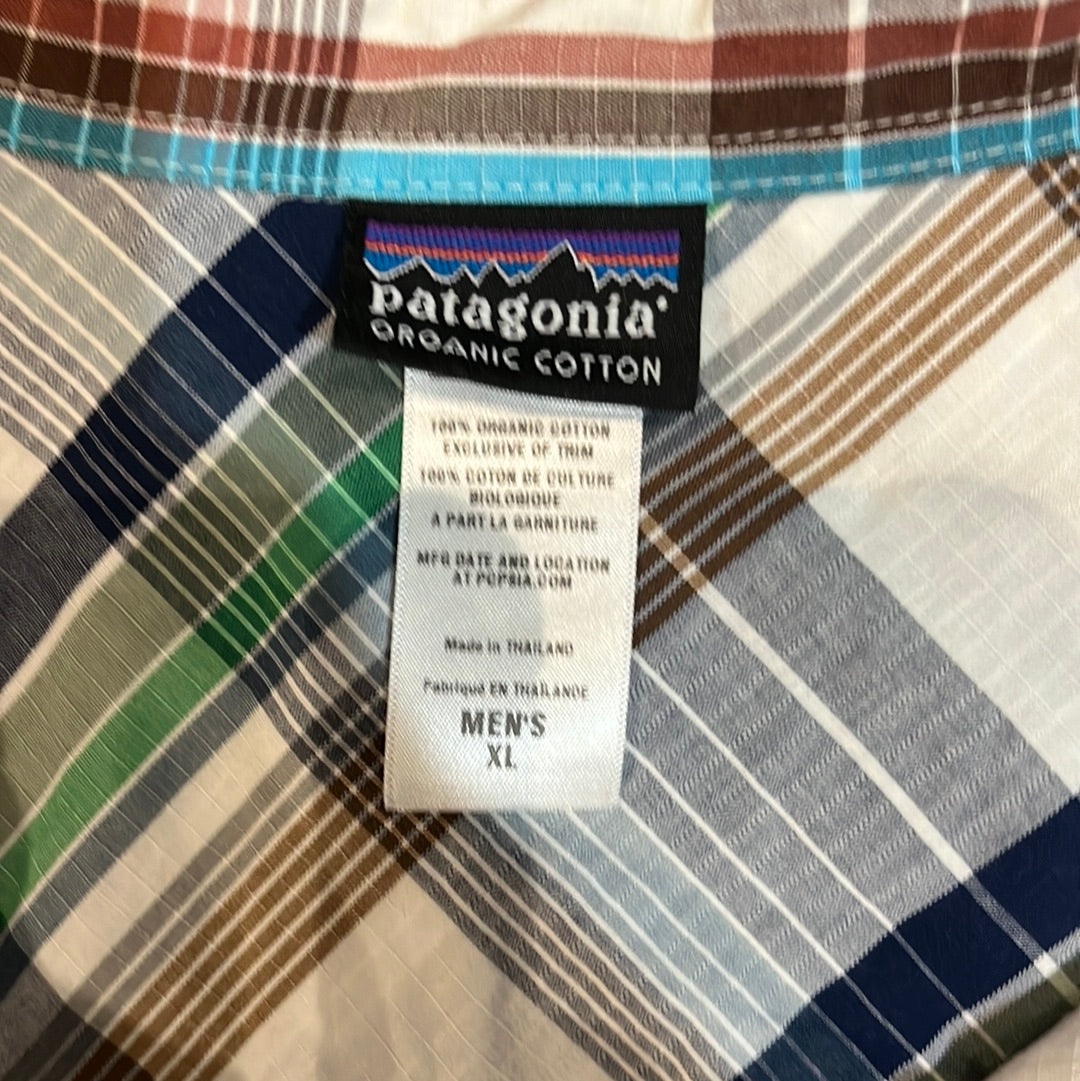 patagonia®
ORGANIC COTTON
100% ORGANIC COTTON
EXCLUSIVE OF TRIM
100% COTON DE CULTURE
BIOLOGIQUE
A PART LA GARNITURE
MFG DATE AND LOCATION
AT PCPSIA.COM
Made in THAILAND
Fabriqué EN THAÏLANDE
MEN'S
XL